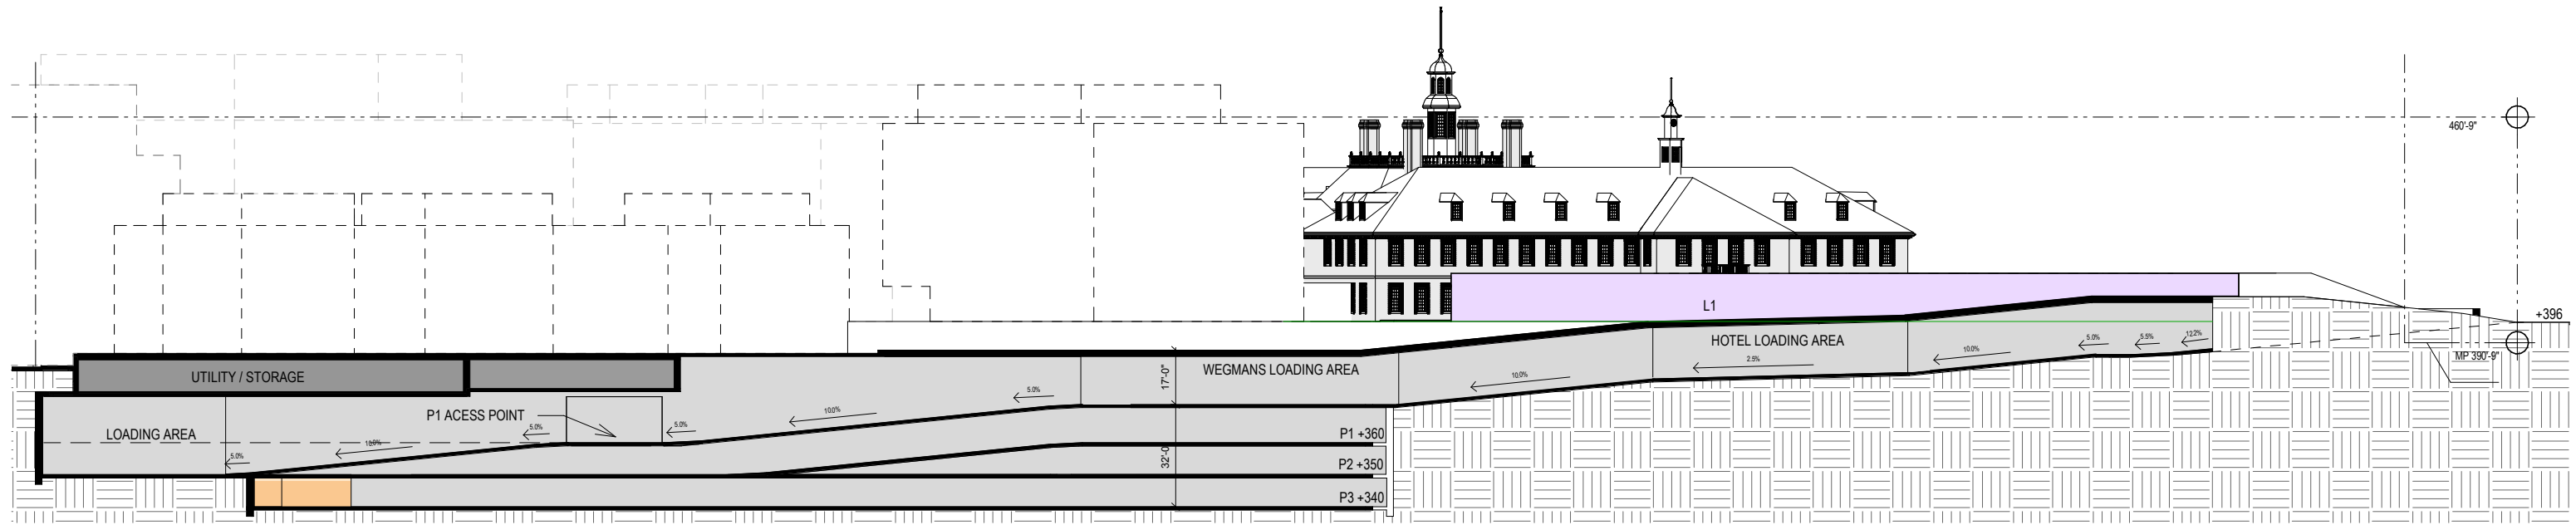 460'-9"
L1
+396
HOTEL LOADING AREA
12.2%
5.5%
5.0%
MP 390'-9"
2.5%
10.0%
WEGMANS LOADING AREA
17'-0"
UTILITY / STORAGE
10.0%
5.0%
10.0%
P1 ACESS POINT
5.0%
5.0%
LOADING AREA
P1 +360
10.0%
5.0%
32'-0"
P2 +350
P3 +340